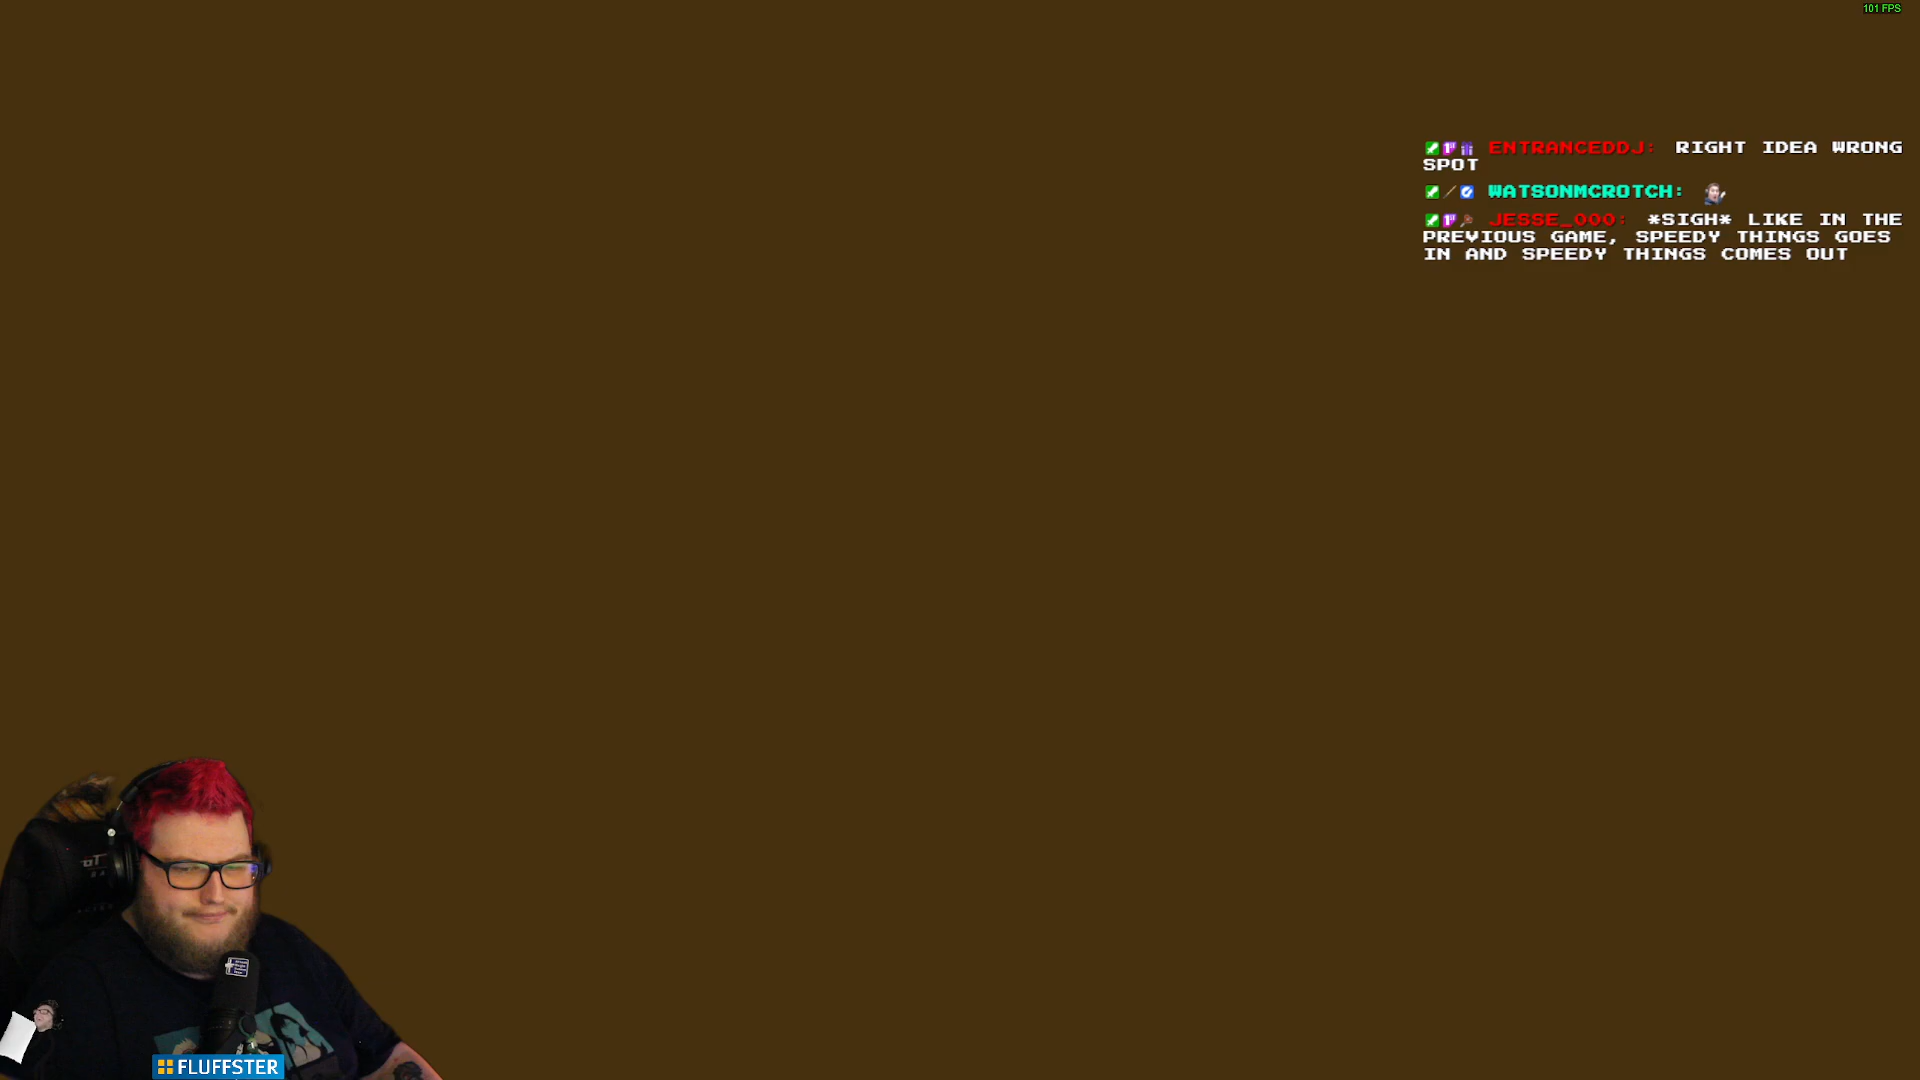 101 FPS
ENTRANCEDDJ: RIGHT IDEA WRONG
SPOT
WATSONMCROTCH:
JESSE_000: *SIGH* LIKE IN THE
PREVIOUS GAME, SPEEDY THINGS GOES
IN AND SPEEDY THINGS COMES OUT
FLUFFSTER